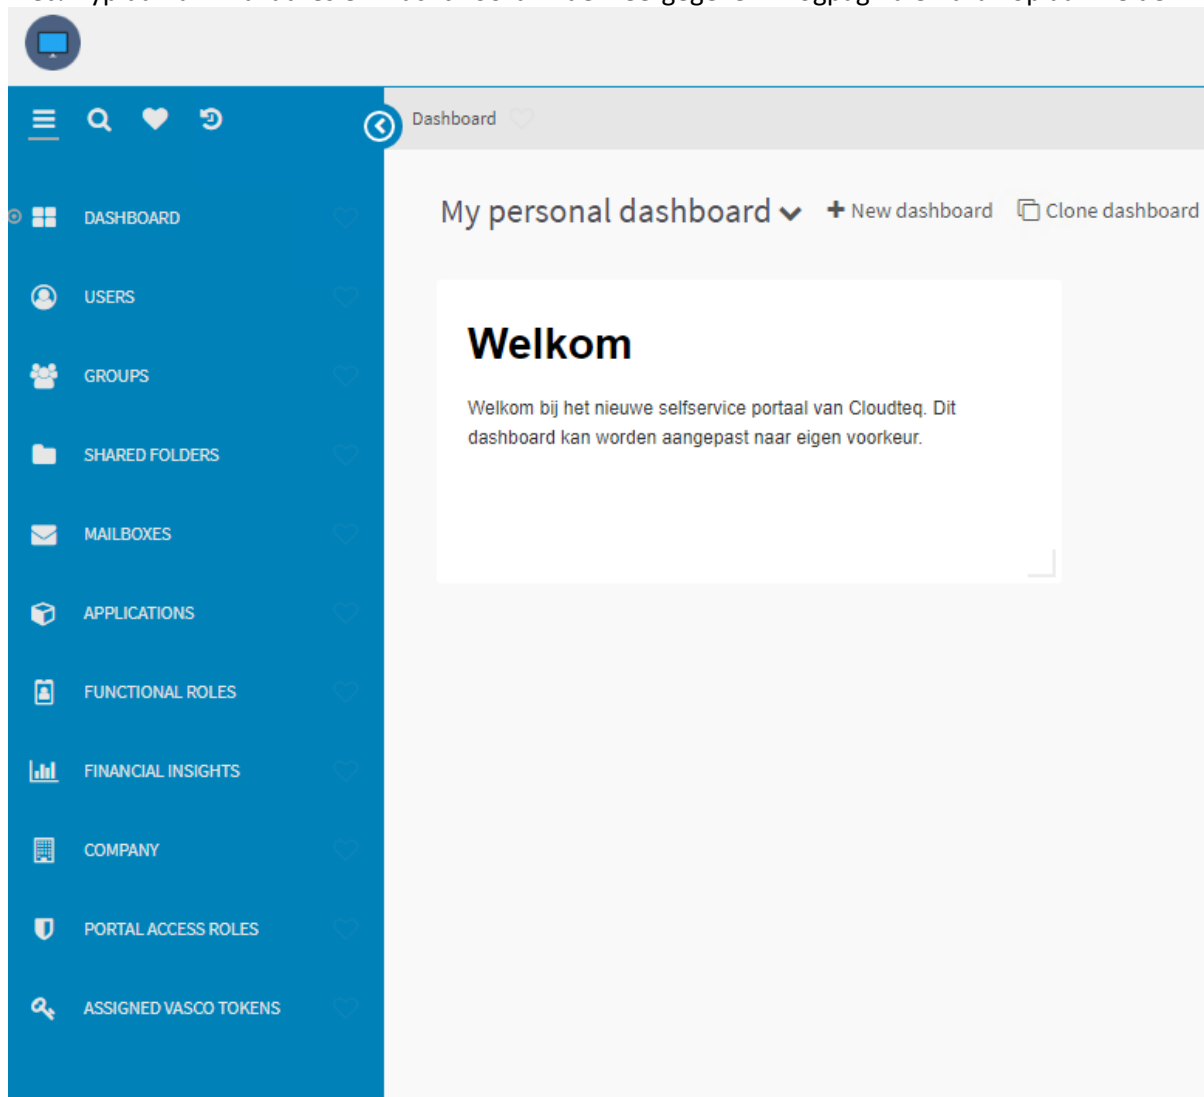 Dashboard
My personal dashboard
New dashboard
Clone dashboard
DASHBOARD
USERS
GROUPS
SHARED FOLDERS
MAILBOXES
APPLICATIONS
FUNCTIONAL ROLES
FINANCIAL INSIGHTS
COMPANY
PORTAL ACCESS ROLES
ASSIGNED VASCO TOKENS
Welkom
Welkom bij het nieuwe selfservice portaal van Cloudteq. Dit
dashboard kan worden aangepast naar eigen voorkeur.